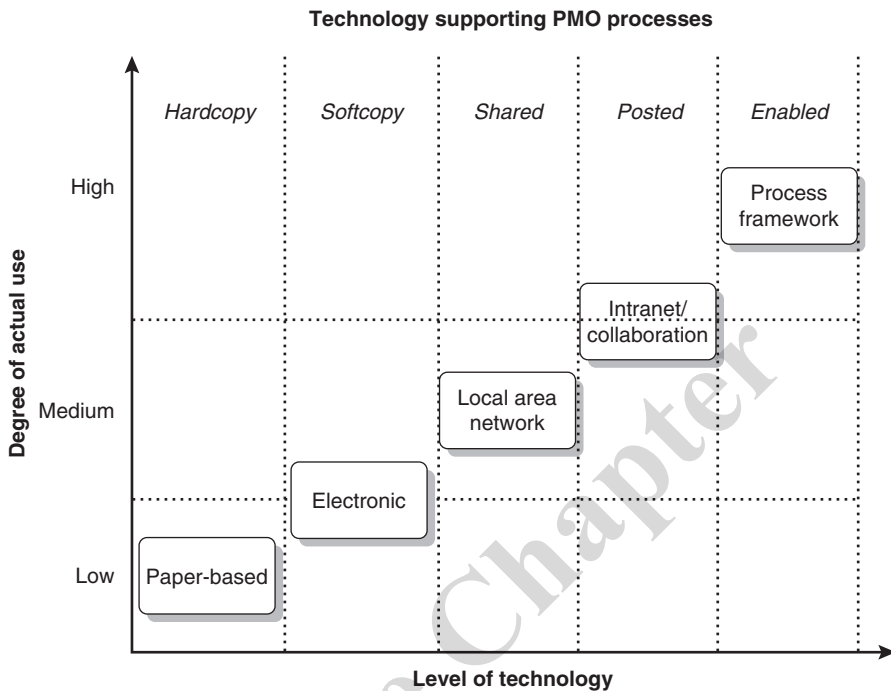 Technology supporting PMO processes
Hardcopy
Softcopy
Shared
Posted
Enabled
High
Process
framework
Intranet/
collaboration
Degree of actual use
Medium
Local area
network
Electronic
Low
Paper-based
Level of technology
Chapter